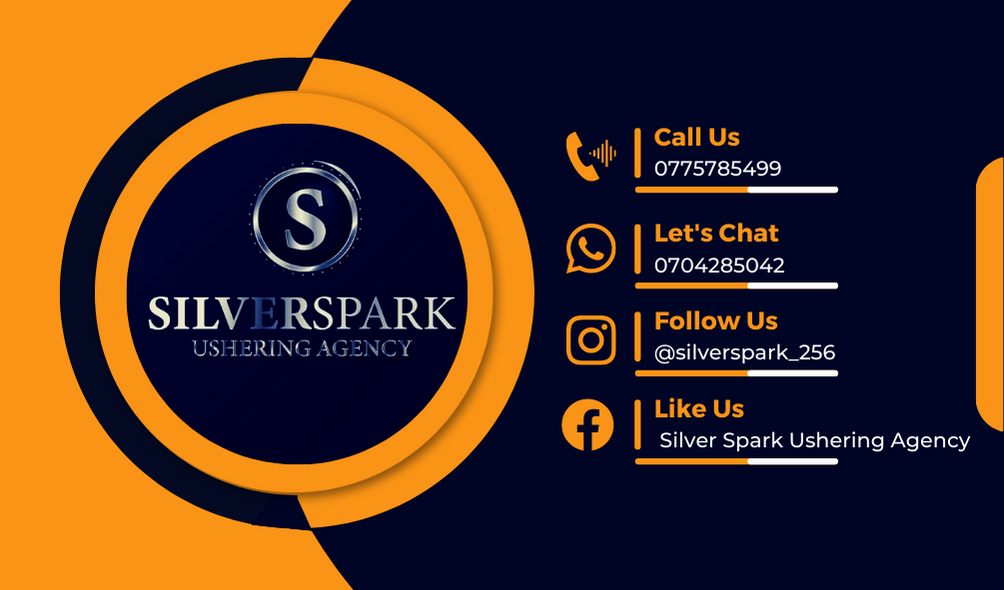 S
SILVERSPARK
USHERING AGENCY
Call Us
0775785499
Let's Chat
0704285042
Follow Us
@silverspark_256
Like Us
Silver Spark Ushering Agency